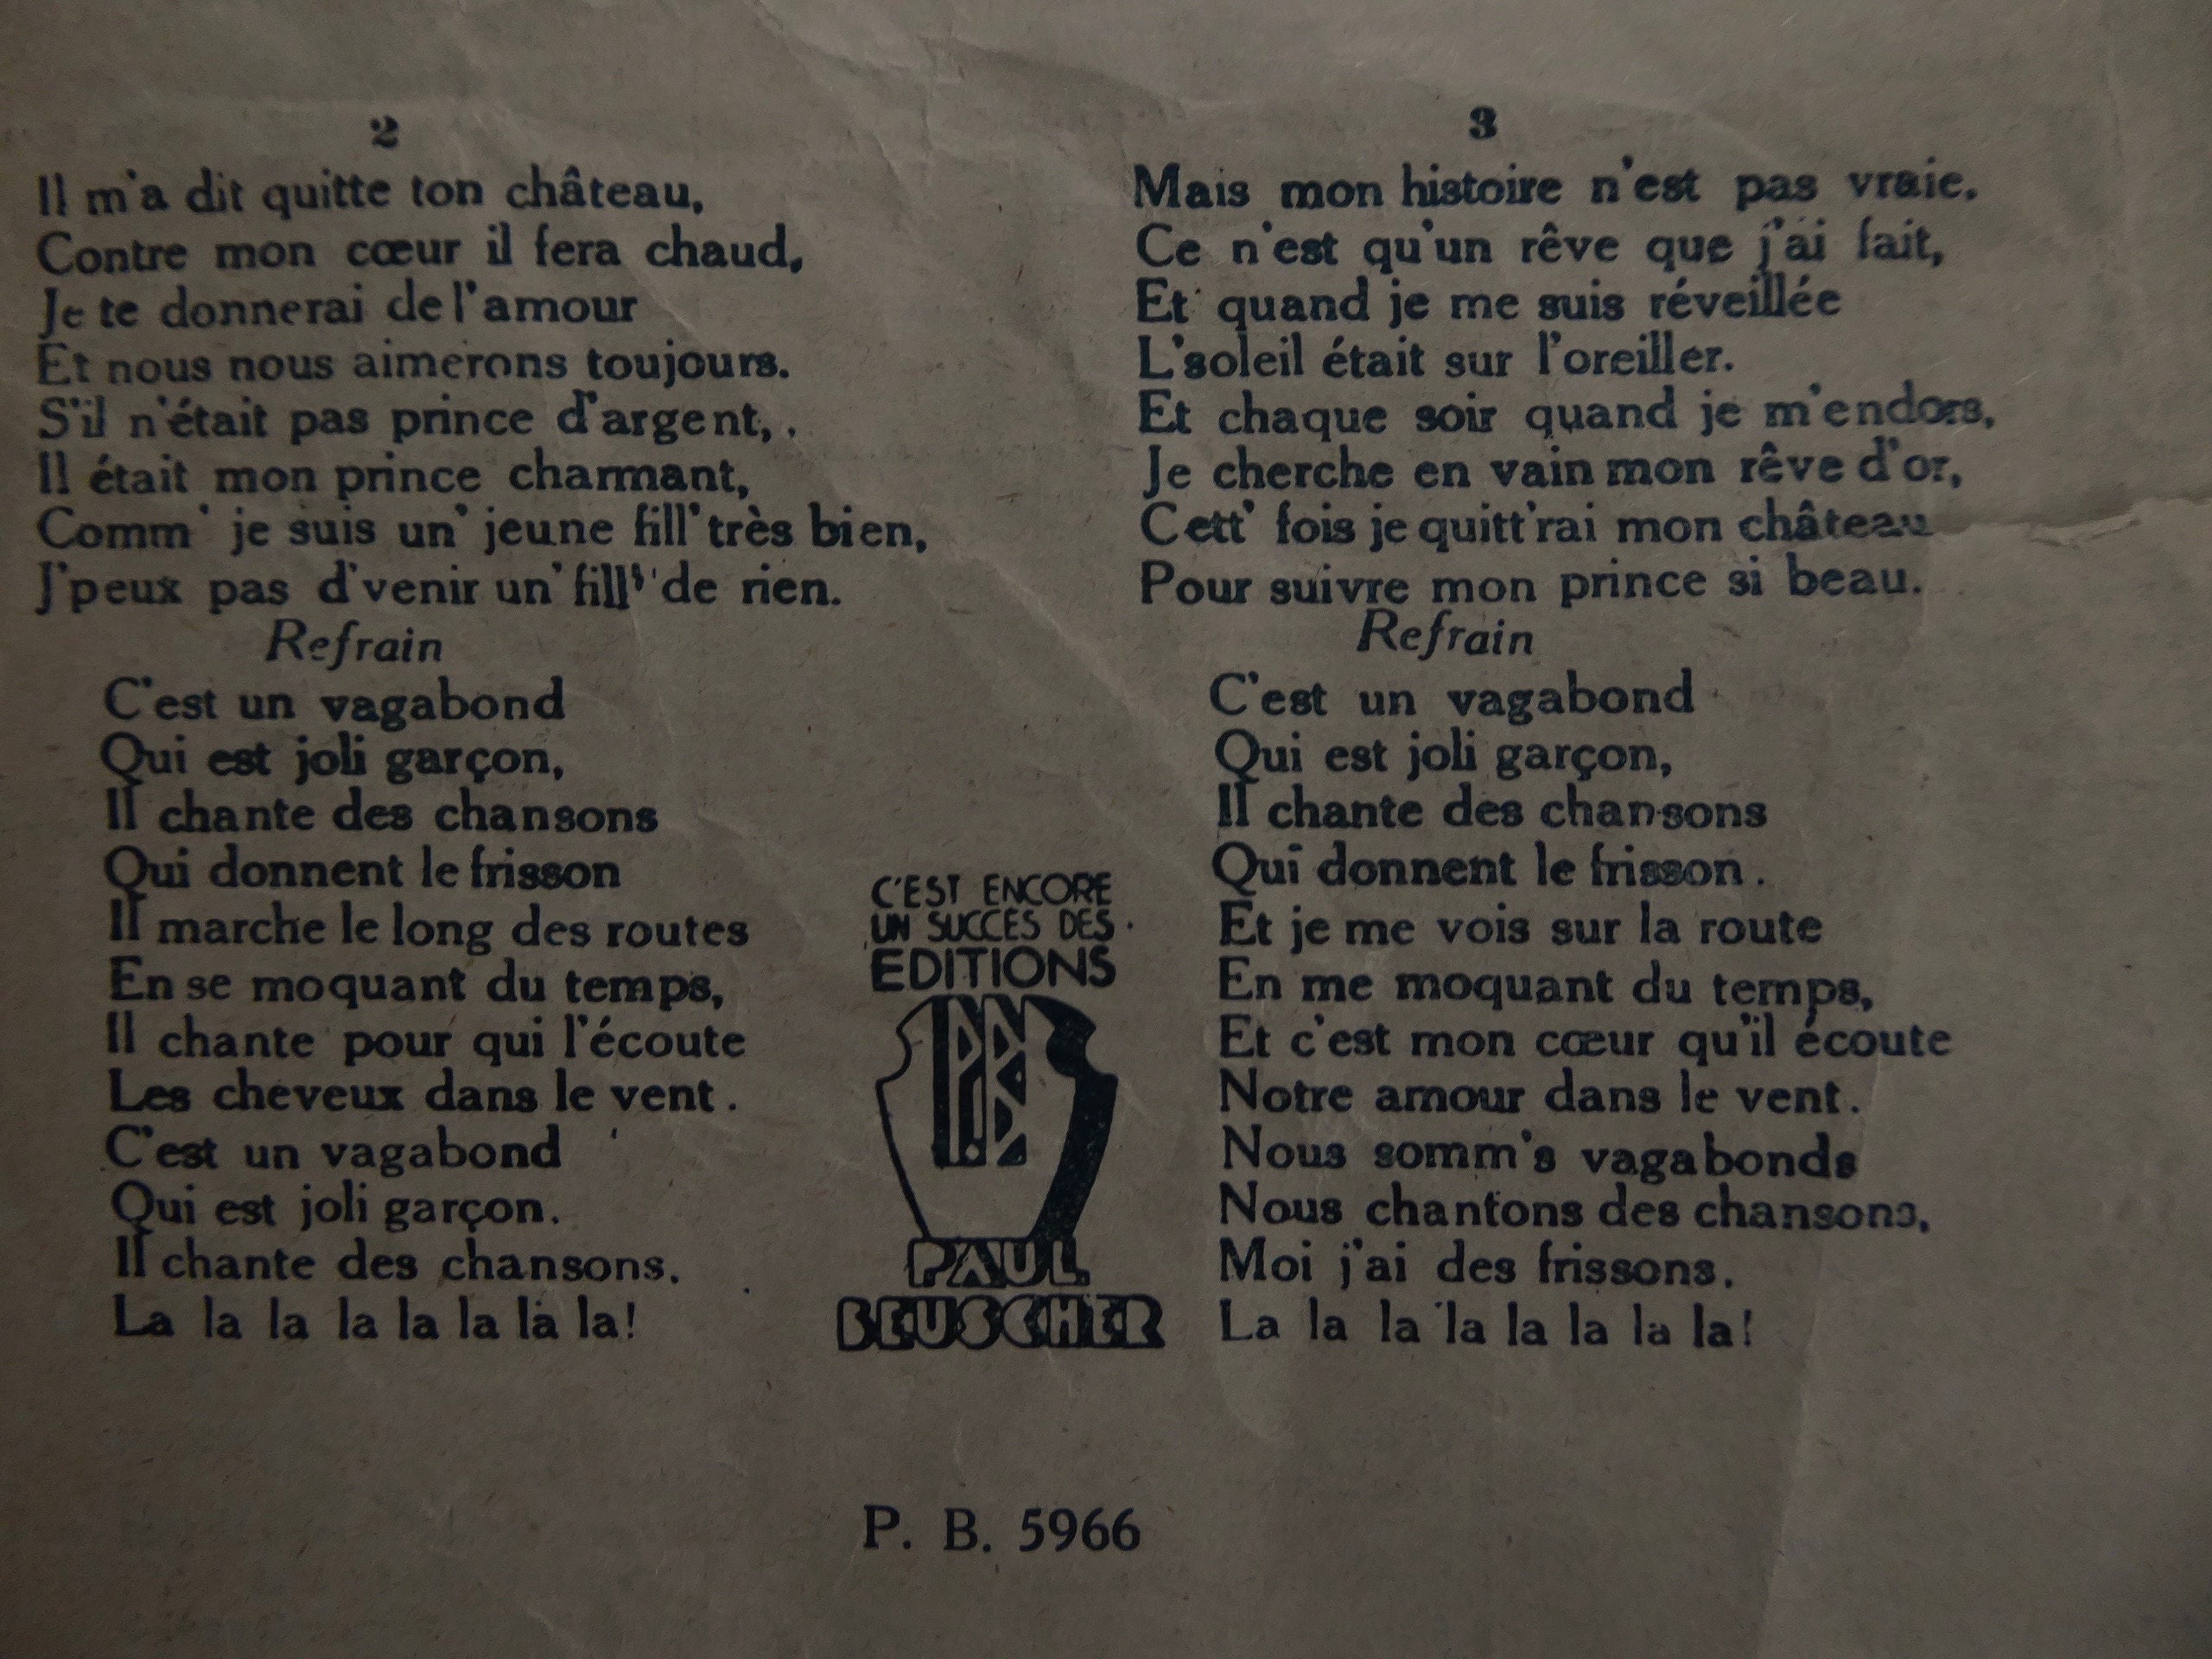 2
Il m'a dit quitte ton château,
Contre mon cœur il fera chaud,
Je te donnerai de l'amour
Et nous nous aimerons toujours.
S'il n'était pas prince d'argent,
Il était mon prince charmant,
Comm' je suis un' jeune fill' très bien,
J'peux pas d'venir un' fill' de rien.
Refrain
C'est un vagabond
Qui est joli garçon,
Il chante des chansons
Qui donnent le frisson
Il marche le long des routes
En se moquant du temps,
Il chante pour qui l'écoute
Les cheveux dans le vent.
C'est un vagabond
Qui est joli garçon.
Il chante des chansons.
La la la la la la la la!
C'EST ENCORE
UN SUCCES DES
EDITIONS
PAUL
BEUSCHER
3
Mais mon histoire n'est pas vraie.
Ce n'est qu'un rêve que j'ai fait,
Et quand je me suis réveillée
L'soleil était sur l'oreiller.
Et chaque soir quand je m'endors,
Je cherche en vain mon rêve d'or,
Cett' fois je quitt'rai mon château
Pour suivre mon prince si beau.
Refrain
C'est un vagabond
Qui est joli garçon,
Il chante des chansons
Qui donnent le frisson.
Et je me vois sur la route
En me moquant du temps,
Et c'est mon cœur qu'il écoute
Notre amour dans le vent.
Nous somm's vagabonds
Nous chantons des chansons,
Moi j'ai des frissons.
La la la la la la la la!
P. B. 5966